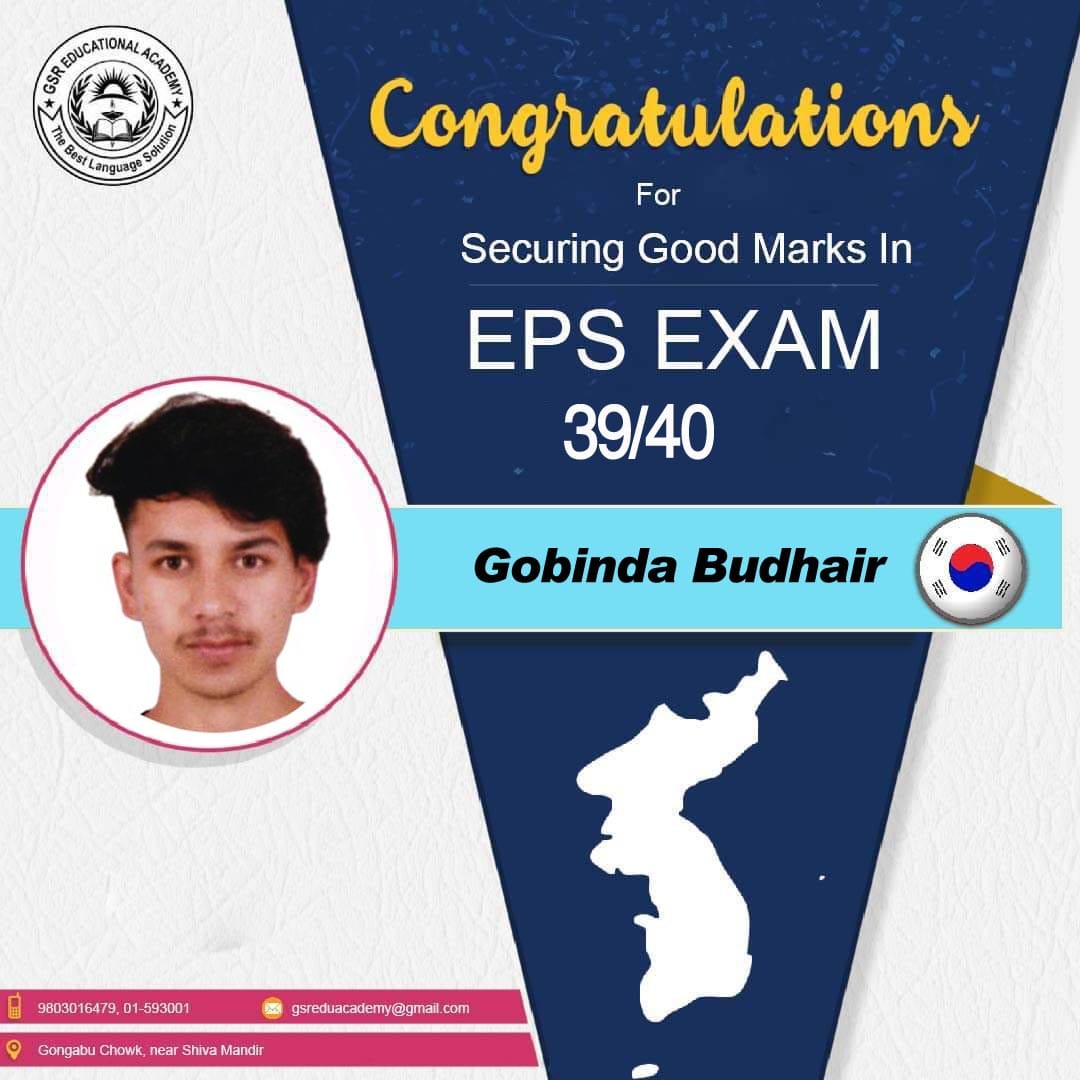 GSR EDUCATIONAL ACADEMY
The Best Language Solution
Congratulations
For
Securing Good Marks In
EPS EXAM
39/40
Gobinda Budhair
9803016479, 01-593001
gsreduacademy@gmail.com
Gongabu Chowk, near Shiva Mandir